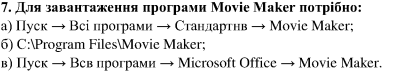 7. Для завантаження програми Movie Maker потрібно:
а) Пуск → Всі програми → Стандартнв → Movie Maker;
б) C:\Program Files\Movie Maker;
в) Пуск → Всв програми → Microsoft Office → Movie Maker.